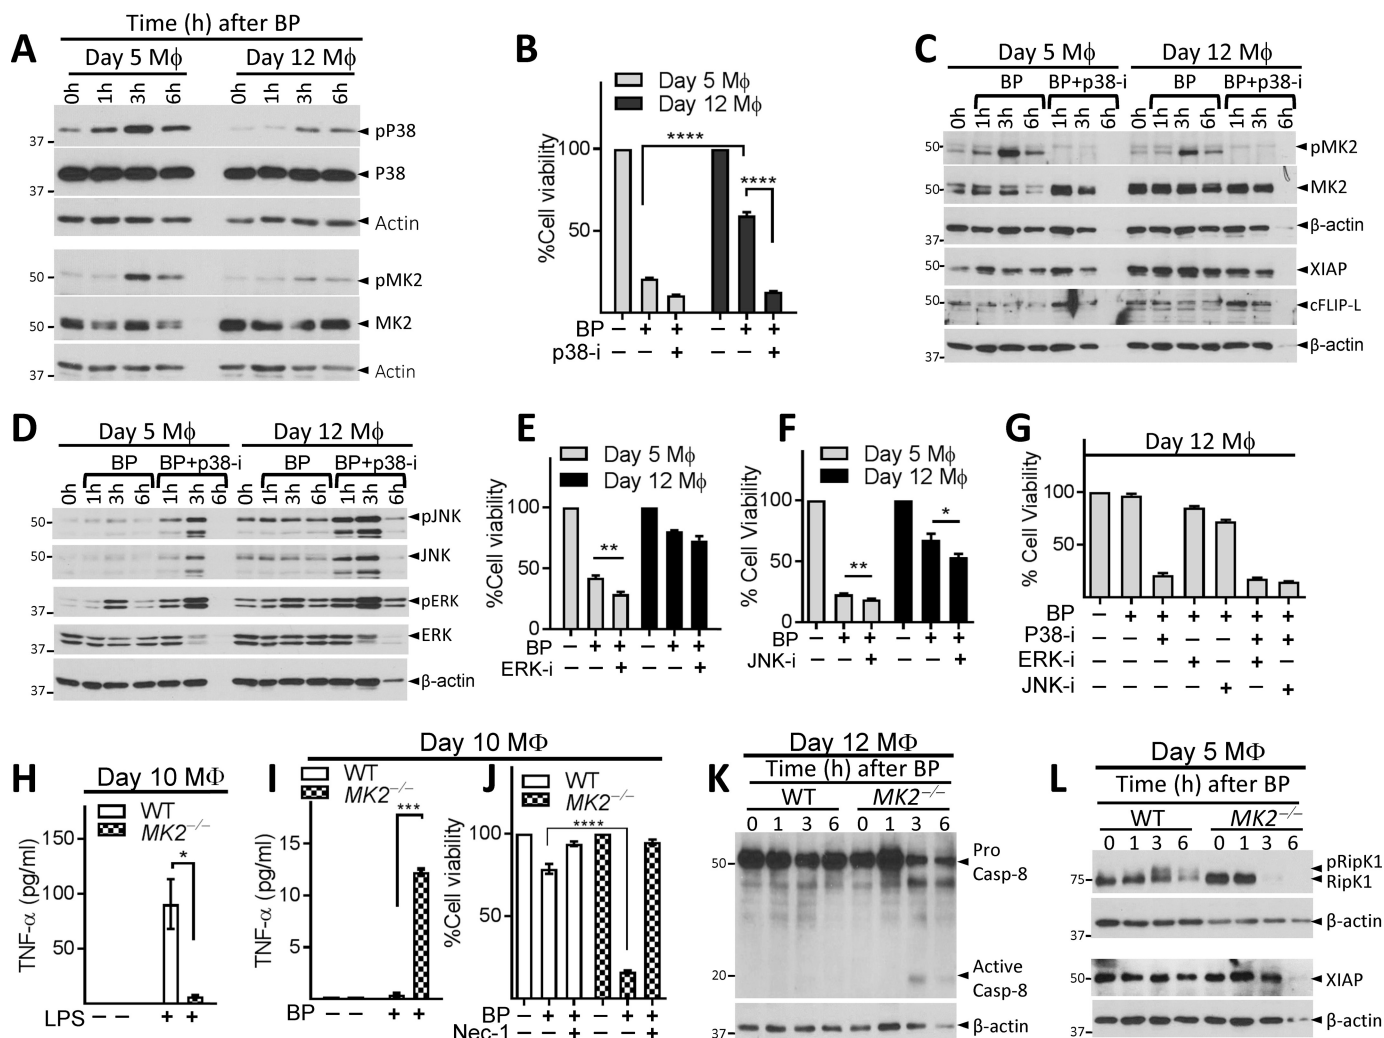 A
Time (h) after BP
Day 5 Mϕ Day 12 Mϕ
0h 1h 3h 6h 0h 1h 3h 6h
37
pP38
P38
37
Actin
50
pMK2
50
MK2
37
Actin
B
Day 5 Mϕ
Day 12 Mϕ
%Cell viability
100
50
****
****
BP – + + – + +
p38-i – – + – – +
C
Day 5 Mϕ Day 12 Mϕ
BP BP+p38-i BP BP+p38-i
0h 1h 3h 6h 1h 3h 6h 0h 1h 3h 6h 1h 3h 6h
50 pMK2
50 MK2
β-actin
37
50 XIAP
50 cFLIP-L
β-actin
37
D
Day 5 Mϕ Day 12 Mϕ
BP BP+p38-i BP BP+p38-i
0h 1h 3h 6h 1h 3h 6h 0h 1h 3h 6h 1h 3h 6h
50 pJNK
50 JNK
pERK
37
ERK
37
β-actin
37
E
Day 5 Mϕ
Day 12 Mϕ
%Cell viability
100
50
0
**
BP – + + – + +
ERK-i – – + – – +
F
Day 5 Mϕ
Day 12 Mϕ
% Cell viability
100
50
0
**
*
BP – + + – + +
JNK-i – – + – – +
G
Day 12 Mϕ
% Cell Viability
100
50
BP – + + + + + +
P38-i – – + – – + +
ERK-i – – – + – + –
JNK-i – – – – + – +
H
Day 10 MΦ
WT
MK2–/–
TNF-α (pg/ml)
150
100
50
*
LPS – – + +
Day 10 MΦ
I
WT
MK2–/–
TNF-α (pg/ml)
15
10
5
***
BP – – + +
J
WT
MK2–/–
%Cell viability
100
50
****
BP – + + – + +
Nec-1 – – + – – +
K
Day 12 MΦ
Time (h) after BP
WT MK2–/–
0 1 3 6 0 1 3 6
50
Pro
Casp-8
20
Active
Casp-8
β-actin
37
L
Day 5 MΦ
Time (h) after BP
WT MK2–/–
0 1 3 6 0 1 3 6
pRipK1
75 RipK1
β-actin
37
50 XIAP
β-actin
37